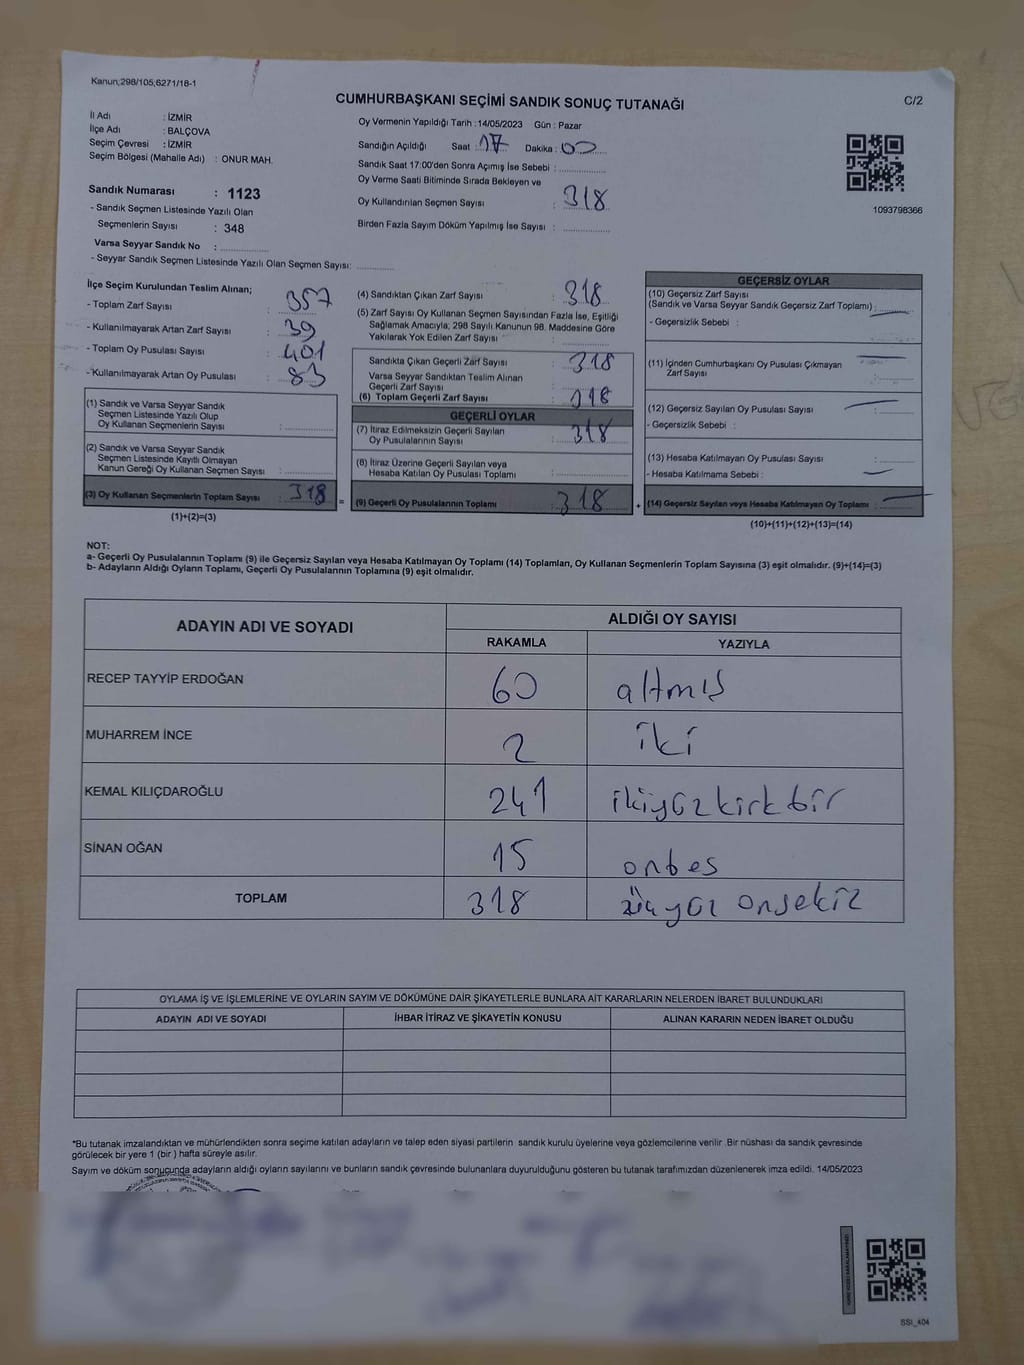 Kanun;298/105;6271/18-1
CUMHURBAŞKANI SEÇİMİ SANDIK SONUÇ TUTANAĞI
C/2
İl Adı : İZMİR
İlçe Adı : BALÇOVA
Seçim Çevresi : İZMİR
Seçim Bölgesi (Mahalle Adı) : ONUR MAH.
Sandık Numarası : 1123
- Sandık Seçmen Listesinde Yazılı Olan
Seçmenlerin Sayısı : 348
Varsa Seyyar Sandık No :
- Seyyar Sandık Seçmen Listesinde Yazılı Olan Seçmen Sayısı:
Oy Vermenin Yapıldığı Tarih :14/05/2023 Gün : Pazar
Sandığın Açıldığı Saat : 17 Dakika : 00
Sandık Saat 17:00'den Sonra Açımış İse Sebebi :
Oy Verme Saati Bitiminde Sırada Bekleyen ve
Oy Kullandırılan Seçmen Sayısı : 318
Birden Fazla Sayım Döküm Yapılmış İse Sayısı :
1093798366
İlçe Seçim Kurulundan Teslim Alınan;
- Toplam Zarf Sayısı : 357
- Kullanılmayarak Artan Zarf Sayısı : 39
- Toplam Oy Pusulası Sayısı : 401
- Kullanılmayarak Artan Oy Pusulası : 83
(1) Sandık ve Varsa Seyyar Sandık
Seçmen Listesinde Yazılı Olup
Oy Kullanan Seçmenlerin Sayısı :
(2) Sandık ve Varsa Seyyar Sandık
Seçmen Listesinde Kayıtlı Olmayan
Kanun Gereği Oy Kullanan Seçmen Sayısı :
(3) Oy Kullanan Seçmenlerin Toplam Sayısı : 318
(1)+(2)=(3)
=
(4) Sandıktan Çıkan Zarf Sayısı : 318
(5) Zarf Sayısı Oy Kullanan Seçmen Sayısından Fazla İse, Eşitliği
Sağlamak Amacıyla; 298 Sayılı Kanunun 98. Maddesine Göre
Yakılarak Yok Edilen Zarf Sayısı :
Sandıkta Çıkan Geçerli Zarf Sayısı : 318
Varsa Seyyar Sandıktan Teslim Alınan
Geçerli Zarf Sayısı :
(6) Toplam Geçerli Zarf Sayısı : 318
GEÇERLİ OYLAR
(7) İtiraz Edilmeksizin Geçerli Sayılan
Oy Pusulalarının Sayısı : 318
(8) İtiraz Üzerine Geçerli Sayılan veya
Hesaba Katılan Oy Pusulası Toplamı :
(9) Geçerli Oy Pusulalarının Toplamı : 318
+
GEÇERSİZ OYLAR
(10) Geçersiz Zarf Sayısı
(Sandık ve Varsa Seyyar Sandık Geçersiz Zarf Toplamı) :
- Geçersizlik Sebebi :
(11) İçinden Cumhurbaşkanı Oy Pusulası Çıkmayan
Zarf Sayısı :
(12) Geçersiz Sayılan Oy Pusulası Sayısı :
- Geçersizlik Sebebi :
(13) Hesaba Katılmayan Oy Pusulası Sayısı :
- Hesaba Katılmama Sebebi :
(14) Geçersiz Sayılan veya Hesaba Katılmayan Oy Toplamı :
(10)+(11)+(12)+(13)=(14)
NOT:
a- Geçerli Oy Pusulalarının Toplamı (9) ile Geçersiz Sayılan veya Hesaba Katılmayan Oy Toplamı (14) Toplamları, Oy Kullanan Seçmenlerin Toplam Sayısına (3) eşit olmalıdır. (9)+(14)=(3)
b- Adayların Aldığı Oyların Toplamı, Geçerli Oy Pusulalarının Toplamına (9) eşit olmalıdır.
ADAYIN ADI VE SOYADI
ALDIĞI OY SAYISI
RAKAMLA YAZIYLA
RECEP TAYYİP ERDOĞAN 60 altmış
MUHARREM İNCE 2 iki
KEMAL KILIÇDAROĞLU 241 ikiyüzkırkbir
SİNAN OĞAN 15 onbes
TOPLAM 318 üçyüz onsekiz
OYLAMA İŞ VE İŞLEMLERİNE VE OYLARIN SAYIM VE DÖKÜMÜNE DAİR ŞİKAYETLERLE BUNLARA AİT KARARLARIN NELERDEN İBARET BULUNDUKLARI
ADAYIN ADI VE SOYADI İHBAR İTİRAZ VE ŞİKAYETİN KONUSU ALINAN KARARIN NEDEN İBARET OLDUĞU
*Bu tutanak imzalandıktan ve mühürlendikten sonra seçime katılan adayların ve talep eden siyasi partilerin sandık kurulu üyelerine veya gözlemcilerine verilir .Bir nüshası da sandık çevresinde
görülecek bir yere 1 (bir ) hafta süreyle asılır.
Sayım ve döküm sonucunda adayların aldığı oyların sayılarını ve bunların sandık çevresinde bulunanlara duyurulduğunu gösteren bu tutanak tarafımızdan düzenlenerek imza edildi. 14/05/2023
SSI_404